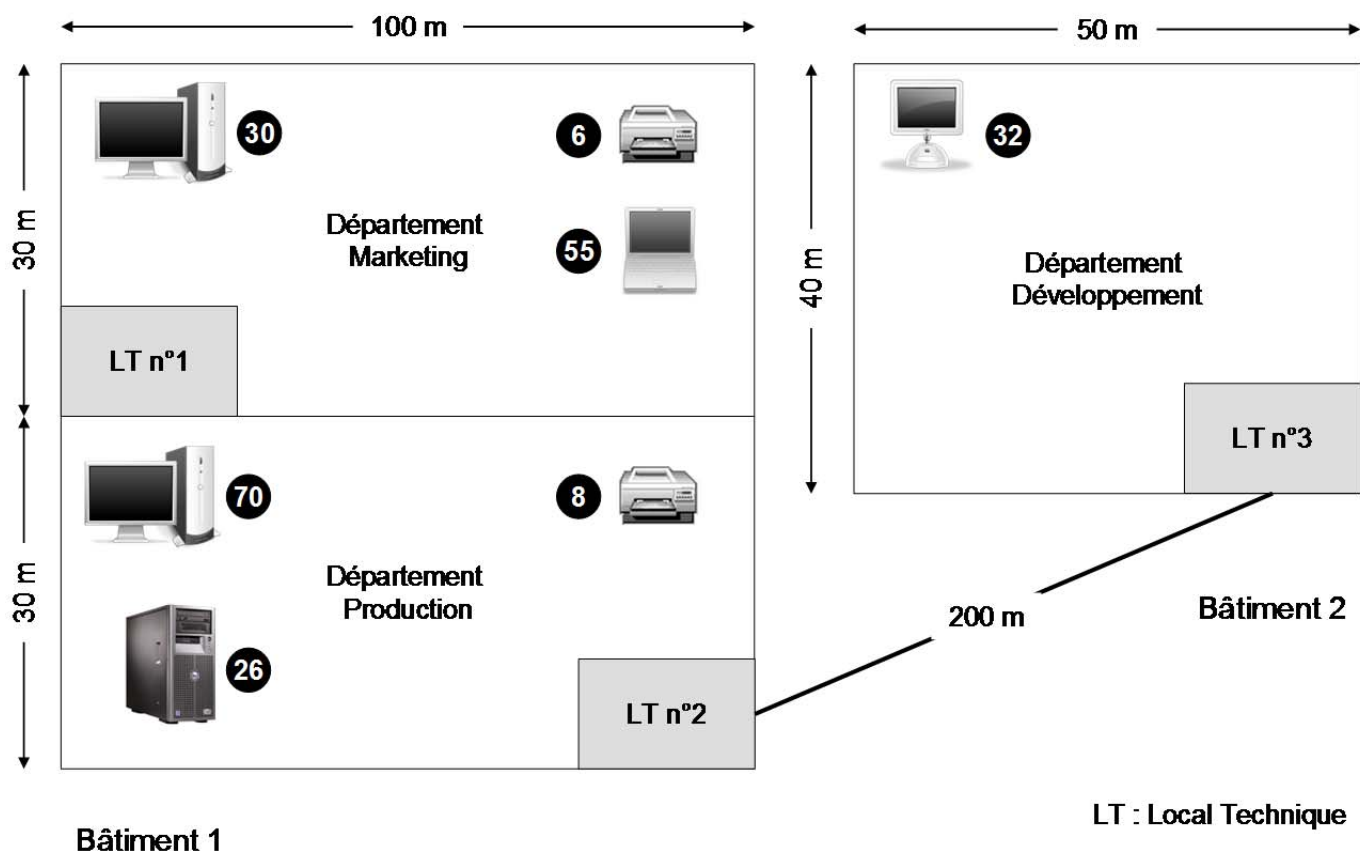 100 m
50 m
30 m
30
6
Département
Marketing
55
LT n°1
40 m
32
Département
Développement
LT n°3
30 m
70
8
Département
Production
26
LT n°2
200 m
Bâtiment 2
Bâtiment 1
LT : Local Technique